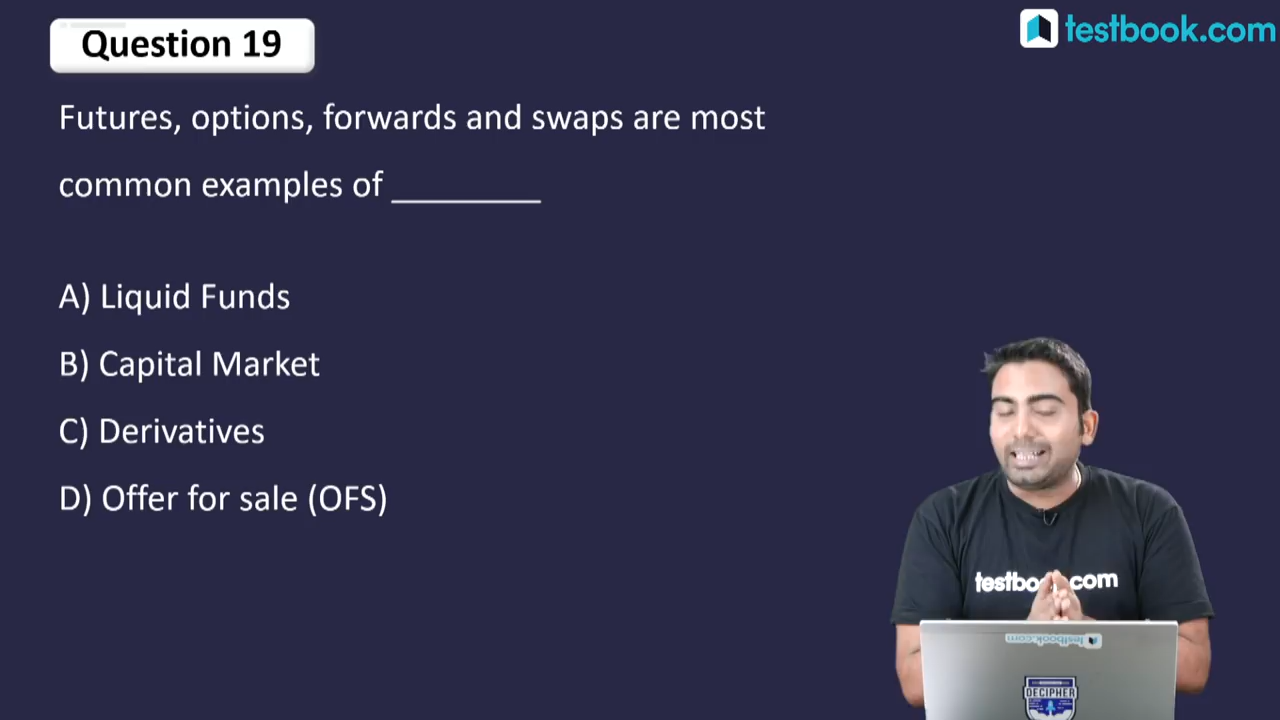 Question 19
testbook.com
Futures, options, forwards and swaps are most
common examples of _________
A) Liquid Funds
B) Capital Market
C) Derivatives
D) Offer for sale (OFS)
testbook.com
DECIPHER